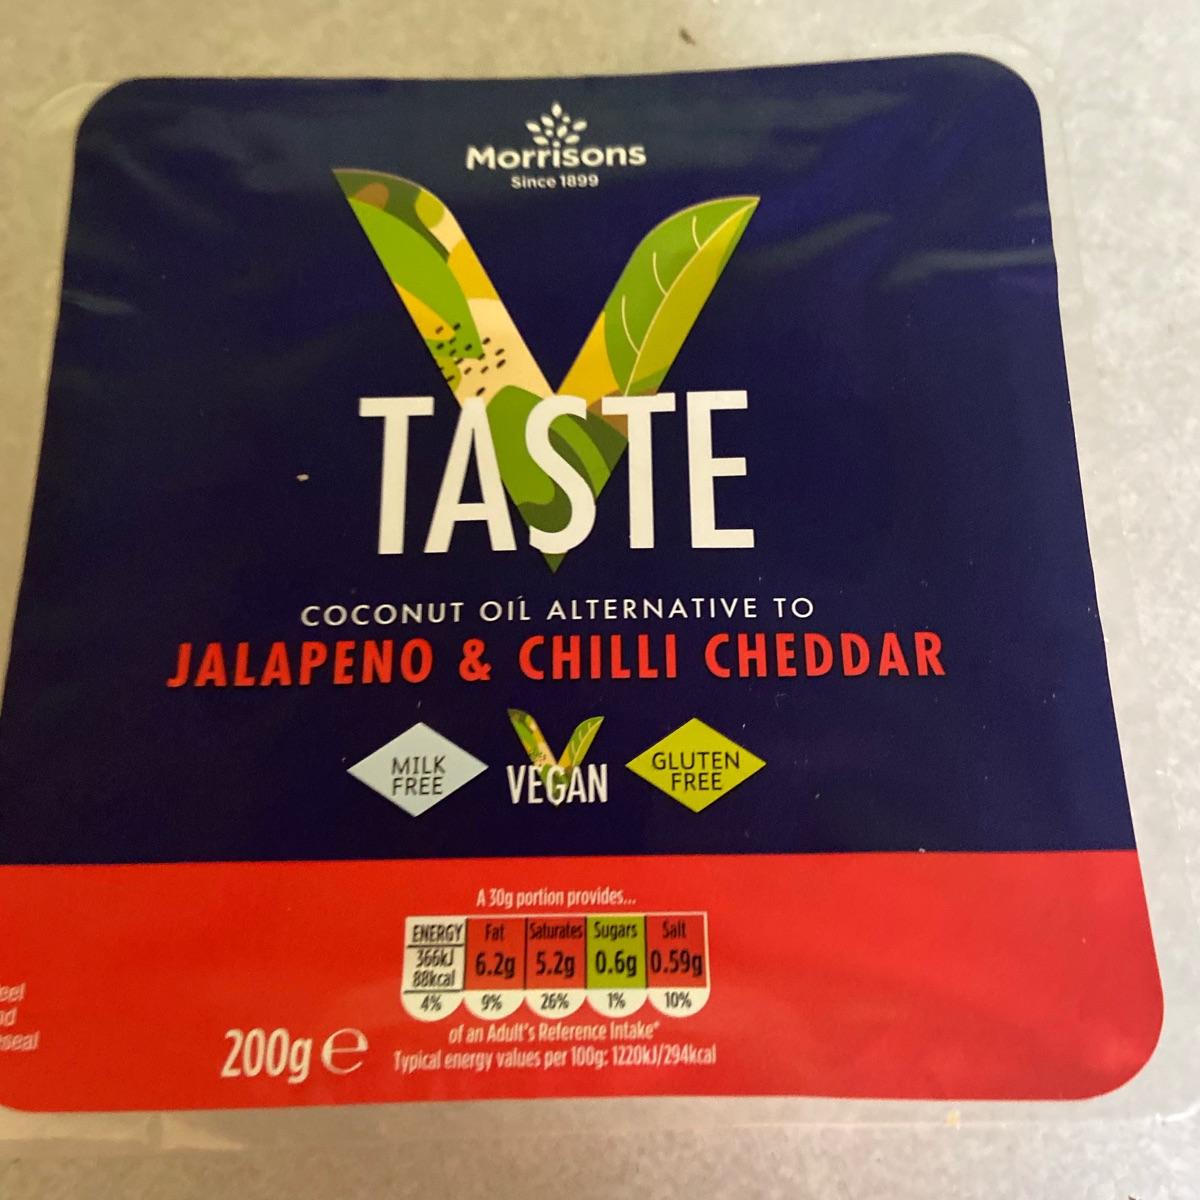 Morrisons
Since 1899
V
TASTE
COCONUT OIL ALTERNATIVE TO
JALAPENO & CHILLI CHEDDAR
MILK
FREE
VEGAN
GLUTEN
FREE
A 30g portion provides...
ENERGY Fat Saturates Sugars Salt
366kJ
88kcal 6.2g 5.2g 0.6g 0.59g
4% 9% 26% 1% 10%
of an Adult's Reference Intake*
Typical energy values per 100g: 1220kJ/294kcal
200g e
seal